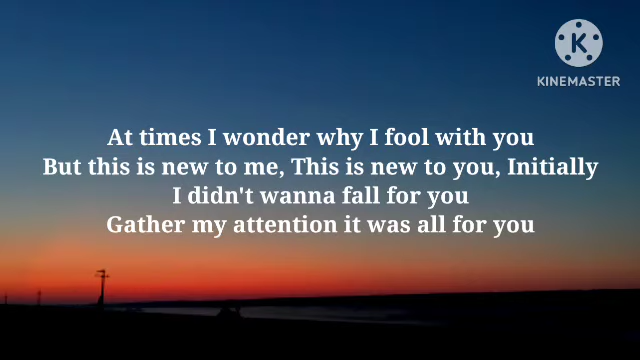 KINEMASTER
At times I wonder why I fool with you
But this is new to me, This is new to you, Initially
I didn't wanna fall for you
Gather my attention it was all for you